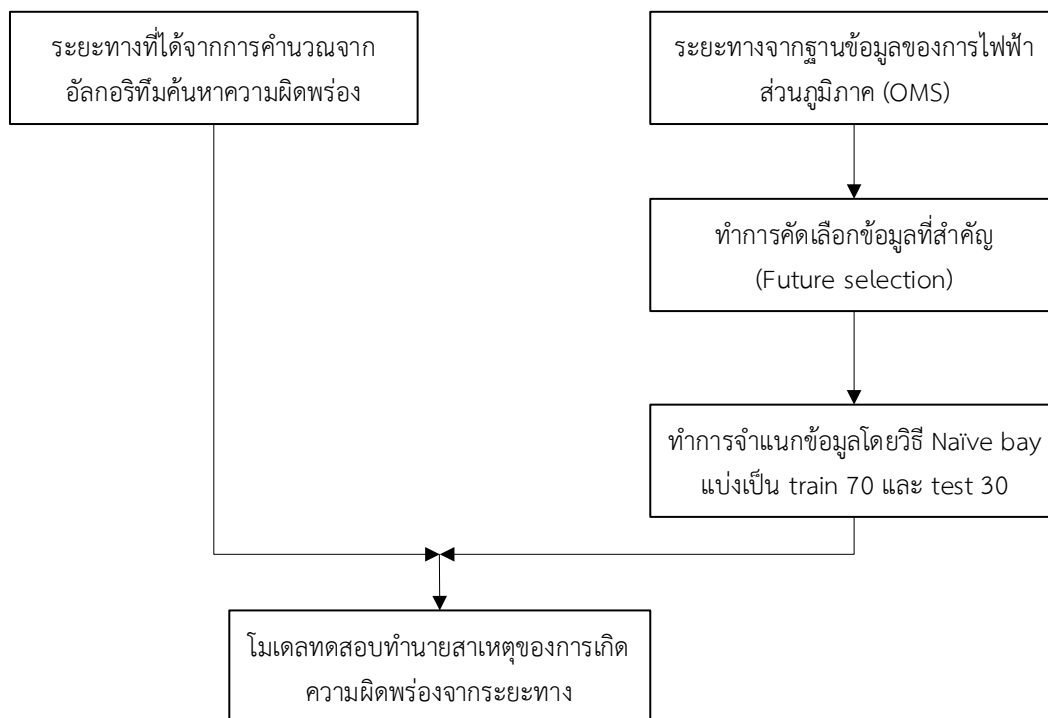 ระยะทางที่ได้จากการคำนวณจาก
อัลกอริทึมค้นหาความผิดพร่อง
ระยะทางจากฐานข้อมูลของการไฟฟ้า
ส่วนภูมิภาค (OMS)
ทำการคัดเลือกข้อมูลที่สำคัญ
(Future selection)
ทำการจำแนกข้อมูลโดยวิธี Naïve bay
แบ่งเป็น train 70 และ test 30
โมเดลทดสอบทำนายสาเหตุของการเกิด
ความผิดพร่องจากระยะทาง